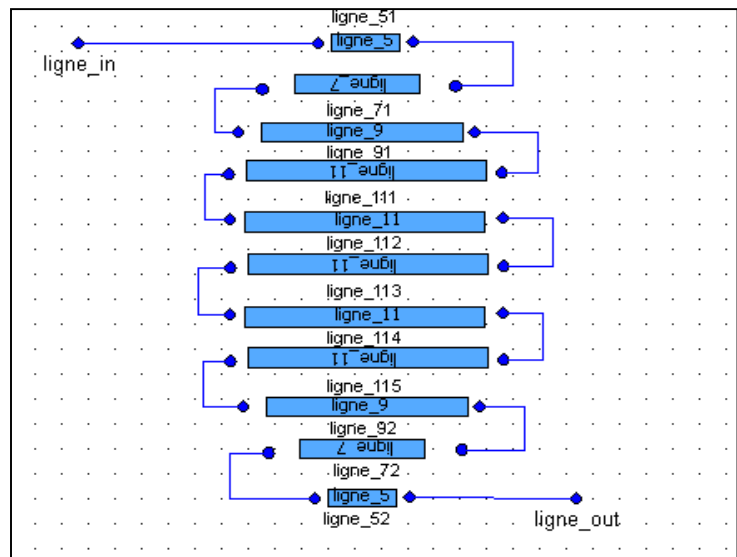 ligne_51
ligne_5
ligne_in
ligne_7
ligne_71
ligne_9
ligne_91
ligne_11
ligne_111
ligne_11
ligne_112
ligne_11
ligne_113
ligne_11
ligne_114
ligne_11
ligne_115
ligne_9
ligne_92
ligne_7
ligne_72
ligne_5
ligne_52
ligne_out